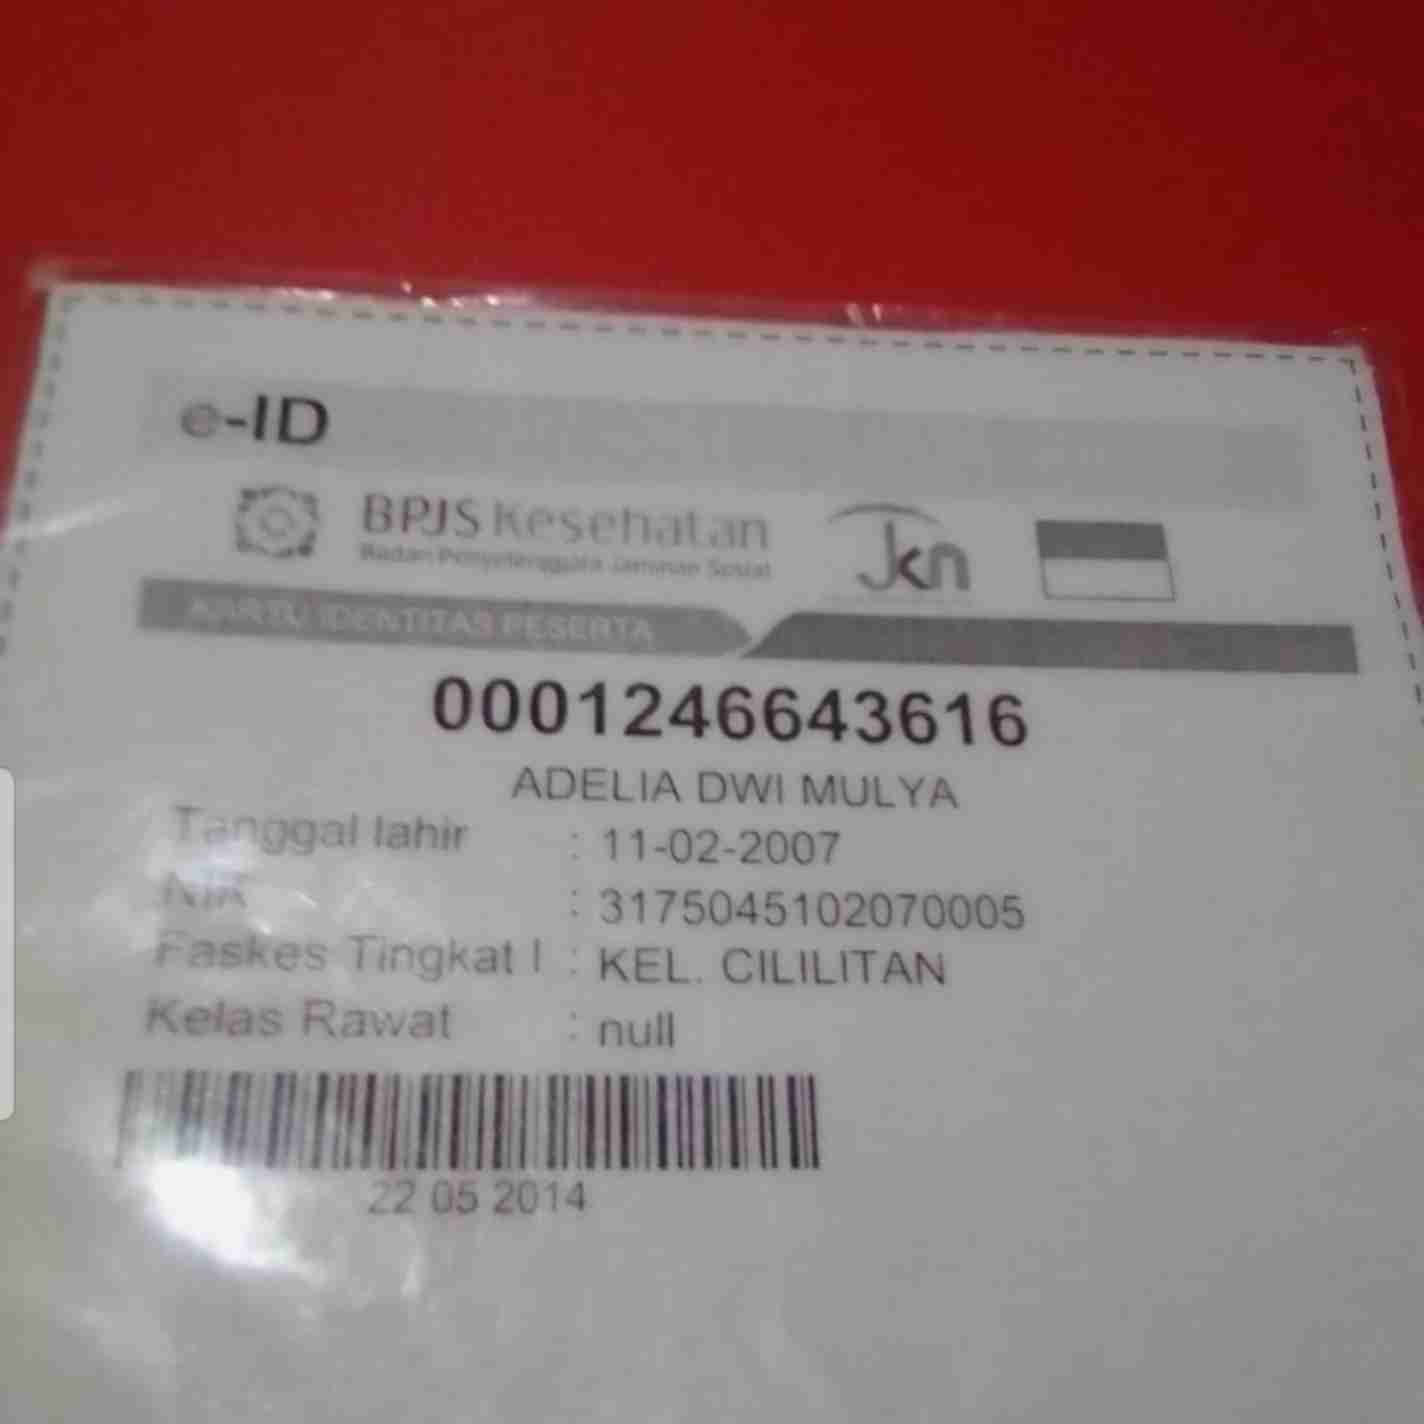 e-ID
BPJS Kesehatan
Badan Penyelenggara Jaminan Sosial
Jkn
KARTU IDENTITAS PESERTA
0001246643616
ADELIA DWI MULYA
Tanggal lahir : 11-02-2007
NIK : 3175045102070005
Faskes Tingkat I : KEL. CILILITAN
Kelas Rawat : null
22 05 2014